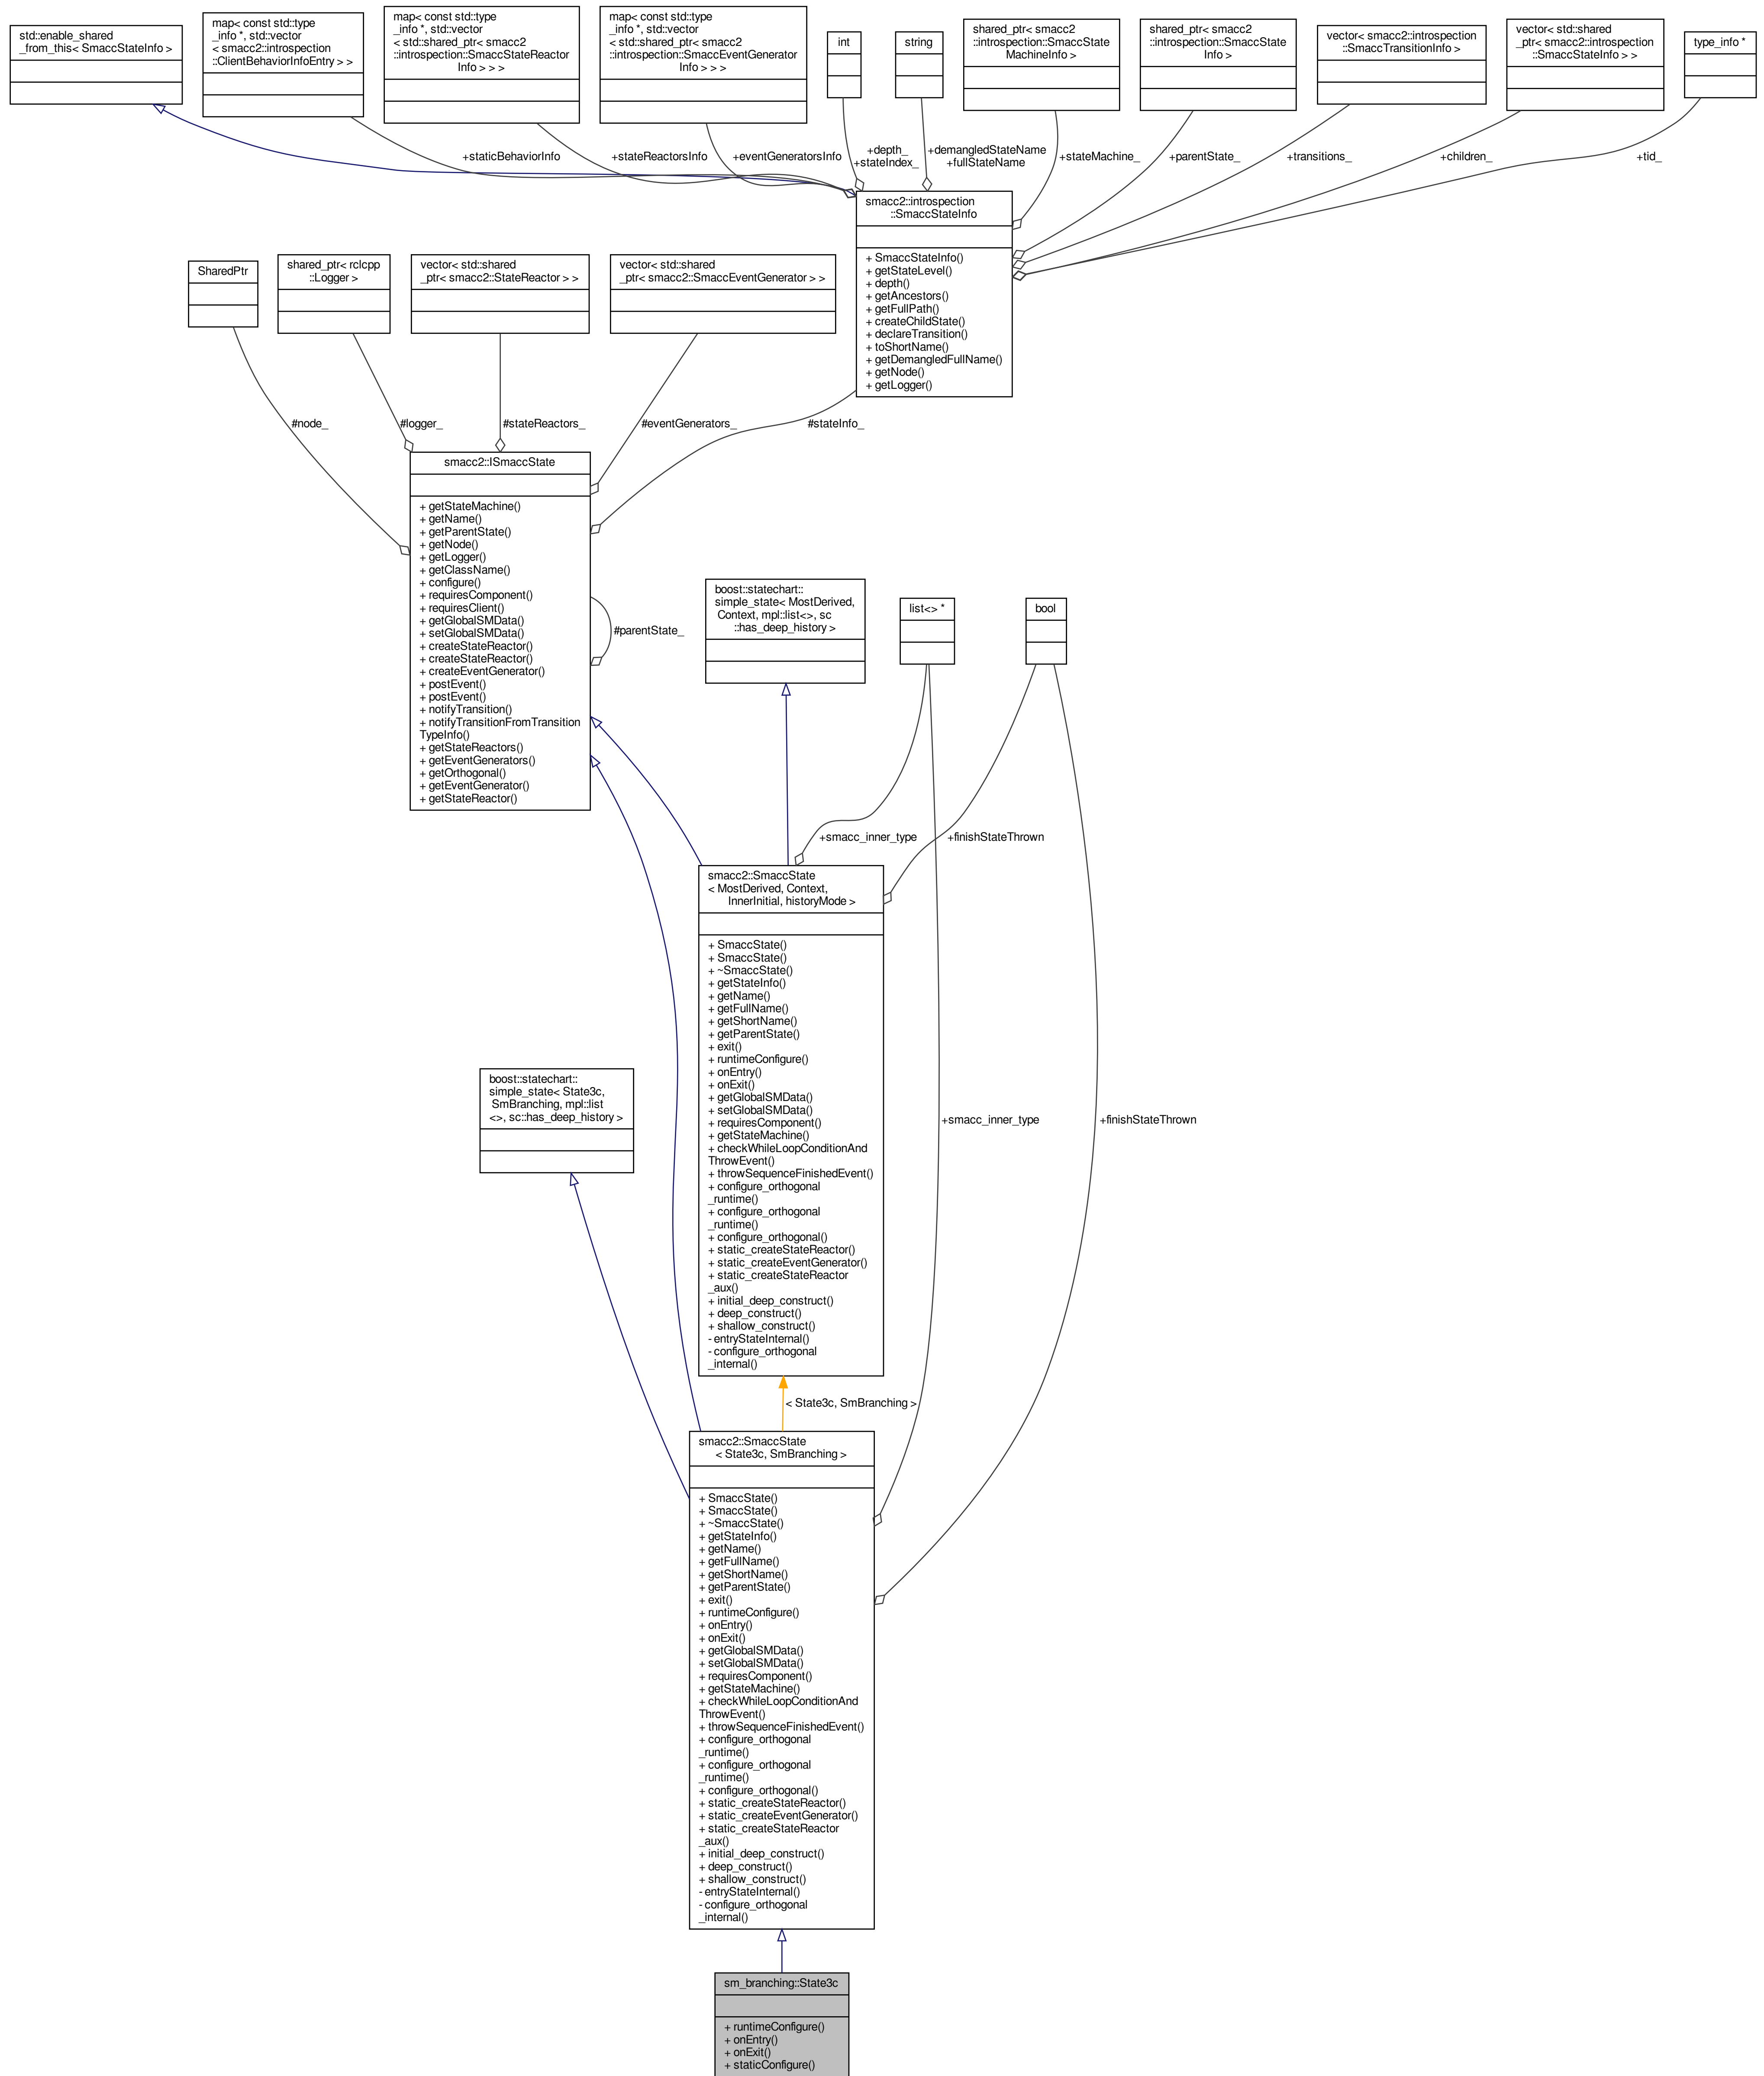 std::enable_shared
_from_this< SmaccStateInfo >
map< const std::type
_info *, std::vector
< smacc2::introspection
::ClientBehaviorInfoEntry > >
map< const std::type
_info *, std::vector
< std::shared_ptr< smacc2
::introspection::SmaccStateReactor
Info > > >
map< const std::type
_info *, std::vector
< std::shared_ptr< smacc2
::introspection::SmaccEventGenerator
Info > > >
int
string
shared_ptr< smacc2
::introspection::SmaccState
MachineInfo >
shared_ptr< smacc2
::introspection::SmaccState
Info >
vector< smacc2::introspection
::SmaccTransitionInfo >
vector< std::shared
_ptr< smacc2::introspection
::SmaccStateInfo > >
type_info *
+staticBehaviorInfo
+stateReactorsInfo
+eventGeneratorsInfo
+depth_
+stateIndex_
+demangledStateName
+fullStateName
+stateMachine_
+parentState_
+transitions_
+children_
+tid_
smacc2::introspection
::SmaccStateInfo
+ SmaccStateInfo()
+ getStateLevel()
+ depth()
+ getAncestors()
+ getFullPath()
+ createChildState()
+ declareTransition()
+ toShortName()
+ getDemangledFullName()
+ getNode()
+ getLogger()
SharedPtr
shared_ptr< rclcpp
::Logger >
vector< std::shared
_ptr< smacc2::StateReactor > >
vector< std::shared
_ptr< smacc2::SmaccEventGenerator > >
#node_
#logger_
#stateReactors_
#eventGenerators_
#stateInfo_
smacc2::ISmaccState
+ getStateMachine()
+ getName()
+ getParentState()
+ getNode()
+ getLogger()
+ getClassName()
+ configure()
+ requiresComponent()
+ requiresClient()
+ getGlobalSMData()
+ setGlobalSMData()
+ createStateReactor()
+ createStateReactor()
+ createEventGenerator()
+ postEvent()
+ postEvent()
+ notifyTransition()
+ notifyTransitionFromTransition
TypeInfo()
+ getStateReactors()
+ getEventGenerators()
+ getOrthogonal()
+ getEventGenerator()
+ getStateReactor()
#parentState_
boost::statechart::
simple_state< MostDerived,
Context, mpl::list<>, sc
::has_deep_history >
list<> *
bool
+smacc_inner_type
+finishStateThrown
smacc2::SmaccState
< MostDerived, Context,
InnerInitial, historyMode >
+ SmaccState()
+ SmaccState()
+ ~SmaccState()
+ getStateInfo()
+ getName()
+ getFullName()
+ getShortName()
+ getParentState()
+ exit()
+ runtimeConfigure()
+ onEntry()
+ onExit()
+ getGlobalSMData()
+ setGlobalSMData()
+ requiresComponent()
+ getStateMachine()
+ checkWhileLoopConditionAnd
ThrowEvent()
+ throwSequenceFinishedEvent()
+ configure_orthogonal
_runtime()
+ configure_orthogonal
_runtime()
+ configure_orthogonal()
+ static_createStateReactor()
+ static_createEventGenerator()
+ static_createStateReactor
_aux()
+ initial_deep_construct()
+ deep_construct()
+ shallow_construct()
- entryStateInternal()
- configure_orthogonal
_internal()
boost::statechart::
simple_state< State3c,
SmBranching, mpl::list
<>, sc::has_deep_history >
+smacc_inner_type
+finishStateThrown
< State3c, SmBranching >
smacc2::SmaccState
< State3c, SmBranching >
+ SmaccState()
+ SmaccState()
+ ~SmaccState()
+ getStateInfo()
+ getName()
+ getFullName()
+ getShortName()
+ getParentState()
+ exit()
+ runtimeConfigure()
+ onEntry()
+ onExit()
+ getGlobalSMData()
+ setGlobalSMData()
+ requiresComponent()
+ getStateMachine()
+ checkWhileLoopConditionAnd
ThrowEvent()
+ throwSequenceFinishedEvent()
+ configure_orthogonal
_runtime()
+ configure_orthogonal
_runtime()
+ configure_orthogonal()
+ static_createStateReactor()
+ static_createEventGenerator()
+ static_createStateReactor
_aux()
+ initial_deep_construct()
+ deep_construct()
+ shallow_construct()
- entryStateInternal()
- configure_orthogonal
_internal()
sm_branching::State3c
+ runtimeConfigure()
+ onEntry()
+ onExit()
+ staticConfigure()